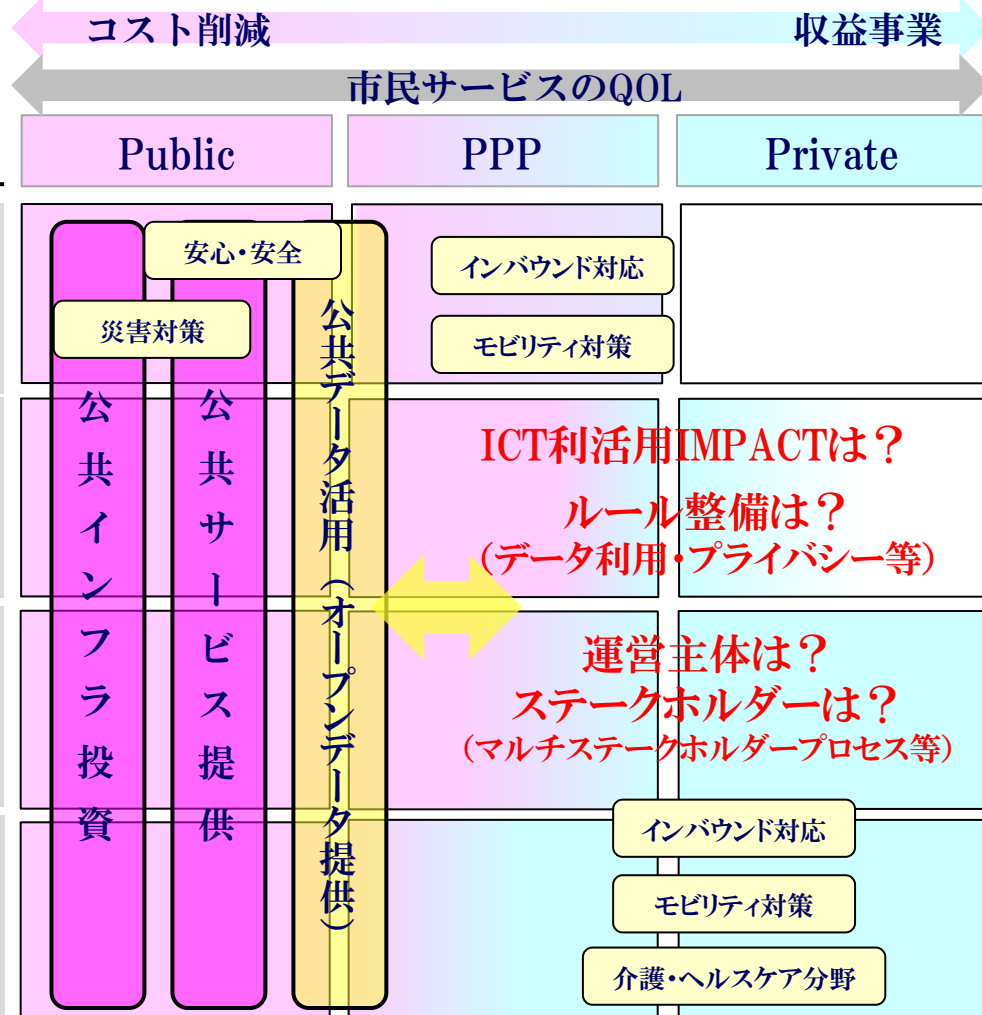 コスト削減
収益事業
市民サービスのQOL
Public
PPP
Private
安心・安全
災害対策
インバウンド対応
モビリティ対策
公共インフラ投資
公共サービス提供
公共データ活用（オープンデータ提供）
ICT利活用IMPACTは？
ルール整備は？
（データ利用・プライバシー等）
運営主体は？
ステークホルダーは？
（マルチステークホルダープロセス等）
インバウンド対応
モビリティ対策
介護・ヘルスケア分野